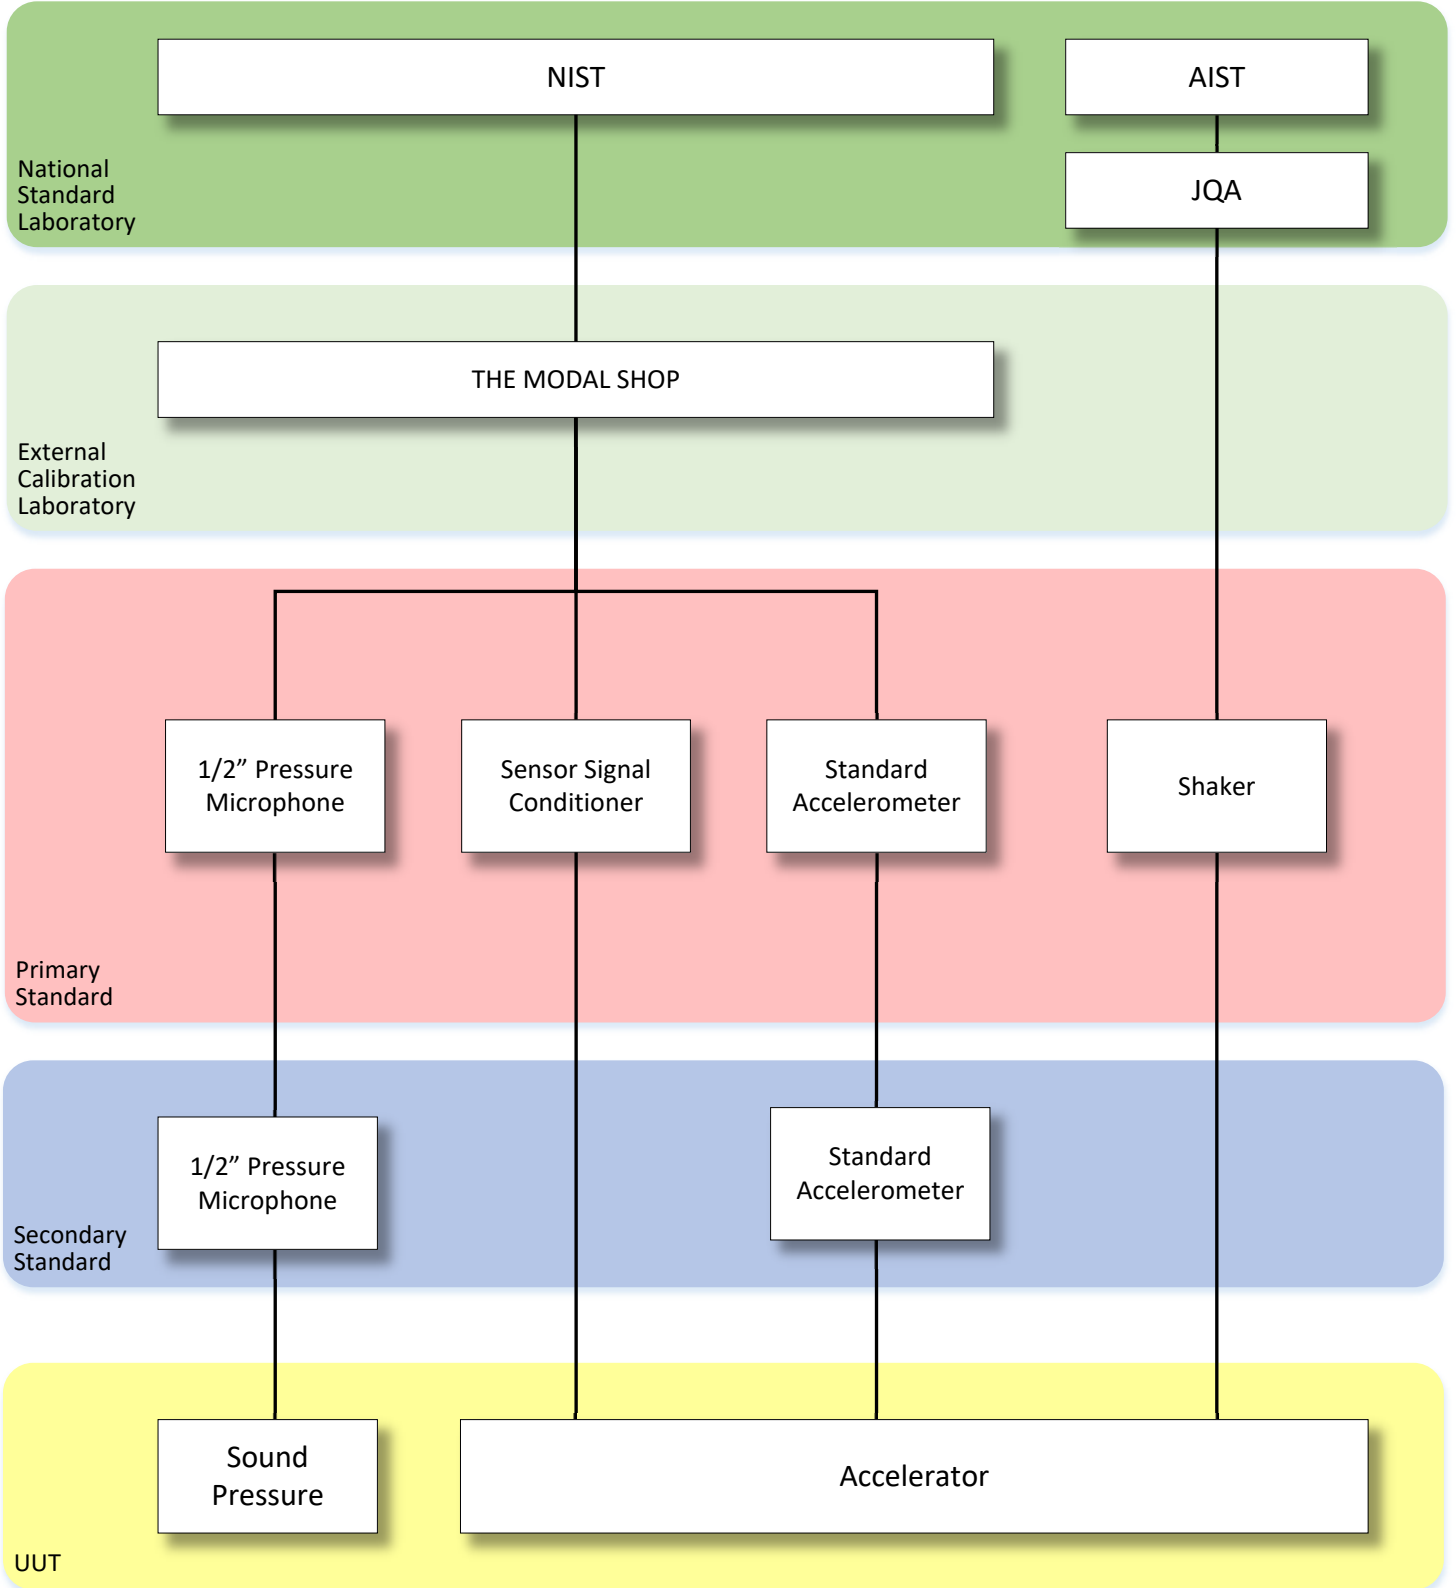 NIST
AIST
JQA
National
Standard
Laboratory
THE MODAL SHOP
External
Calibration
Laboratory
1/2” Pressure
Microphone
Sensor Signal
Conditioner
Standard
Accelerometer
Shaker
Primary
Standard
1/2” Pressure
Microphone
Standard
Accelerometer
Secondary
Standard
Sound
Pressure
Accelerator
UUT